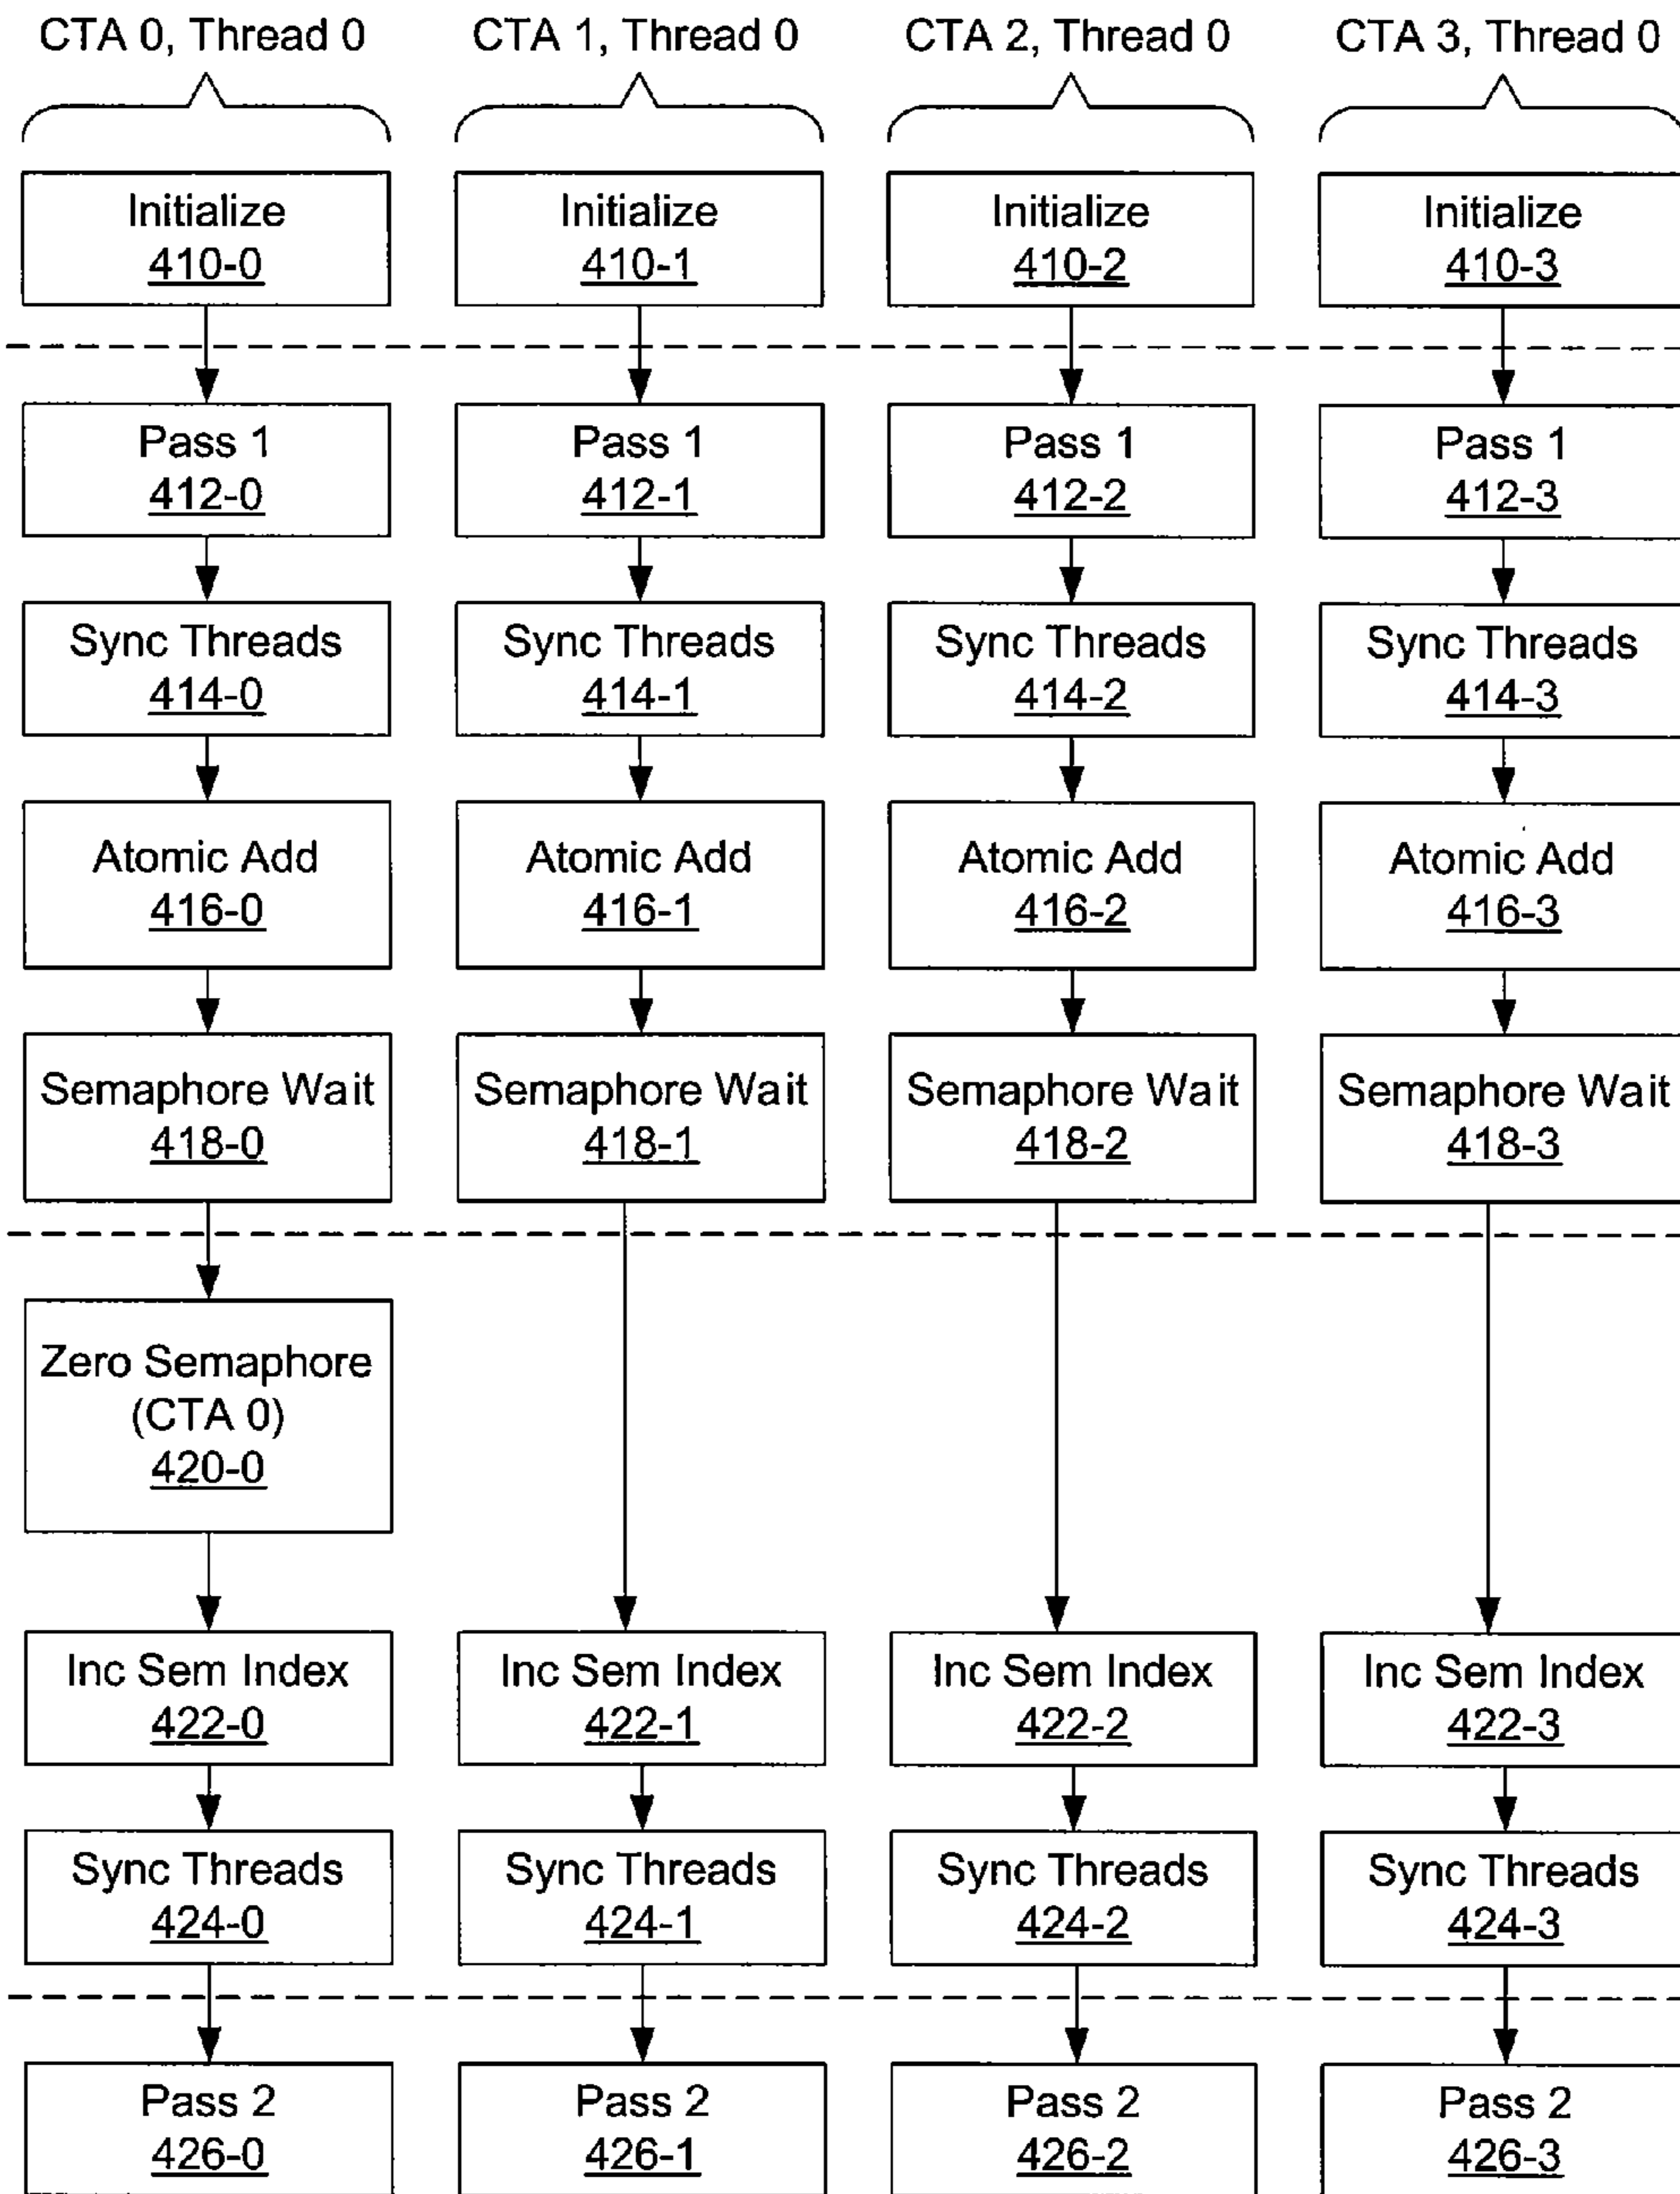 CTA 0, Thread 0
CTA 1, Thread 0
CTA 2, Thread 0
CTA 3, Thread 0
Initialize
410-0
Initialize
410-1
Initialize
410-2
Initialize
410-3
Pass 1
412-0
Pass 1
412-1
Pass 1
412-2
Pass 1
412-3
Sync Threads
414-0
Sync Threads
414-1
Sync Threads
414-2
Sync Threads
414-3
Atomic Add
416-0
Atomic Add
416-1
Atomic Add
416-2
Atomic Add
416-3
Semaphore Wait
418-0
Semaphore Wait
418-1
Semaphore Wait
418-2
Semaphore Wait
418-3
Zero Semaphore
(CTA 0)
420-0
Inc Sem Index
422-0
Inc Sem Index
422-1
Inc Sem Index
422-2
Inc Sem Index
422-3
Sync Threads
424-0
Sync Threads
424-1
Sync Threads
424-2
Sync Threads
424-3
Pass 2
426-0
Pass 2
426-1
Pass 2
426-2
Pass 2
426-3